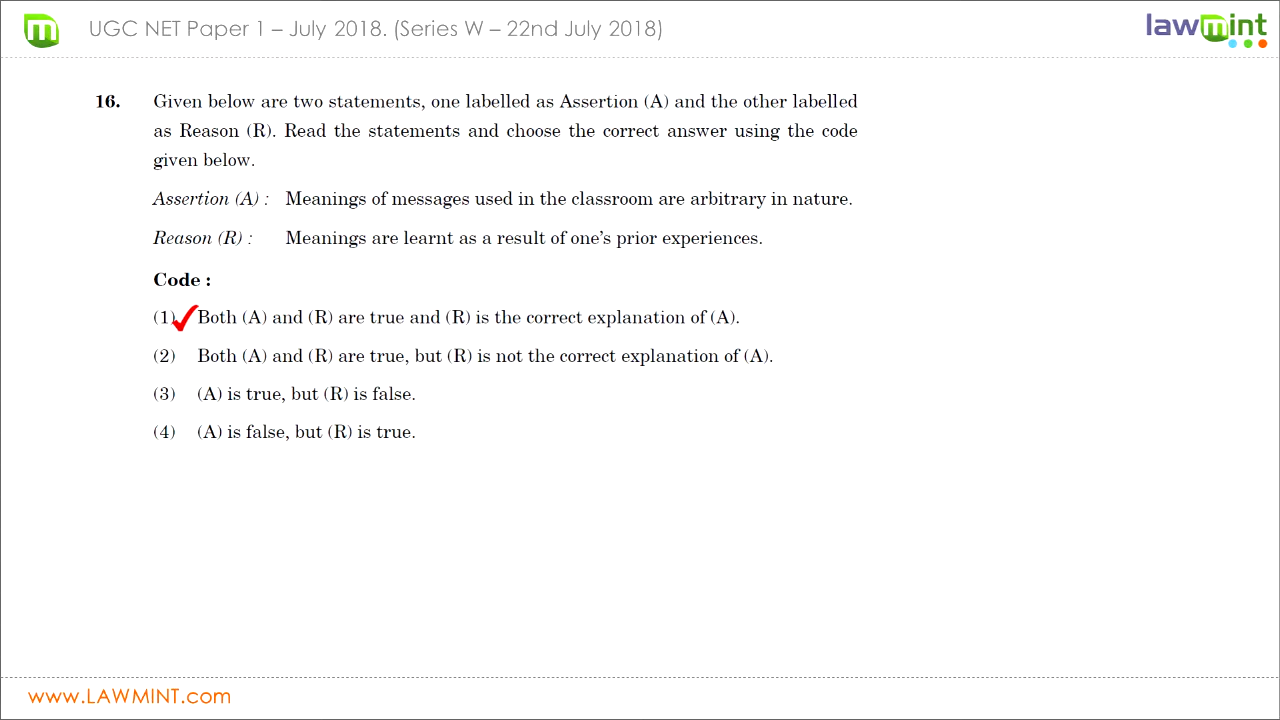 UGC NET Paper 1 – July 2018. (Series W – 22nd July 2018)
lawmint
16. Given below are two statements, one labelled as Assertion (A) and the other labelled
as Reason (R). Read the statements and choose the correct answer using the code
given below.
Assertion (A) : Meanings of messages used in the classroom are arbitrary in nature.
Reason (R) : Meanings are learnt as a result of one’s prior experiences.
Code :
(1) Both (A) and (R) are true and (R) is the correct explanation of (A).
(2) Both (A) and (R) are true, but (R) is not the correct explanation of (A).
(3) (A) is true, but (R) is false.
(4) (A) is false, but (R) is true.
www.LAWMINT.com